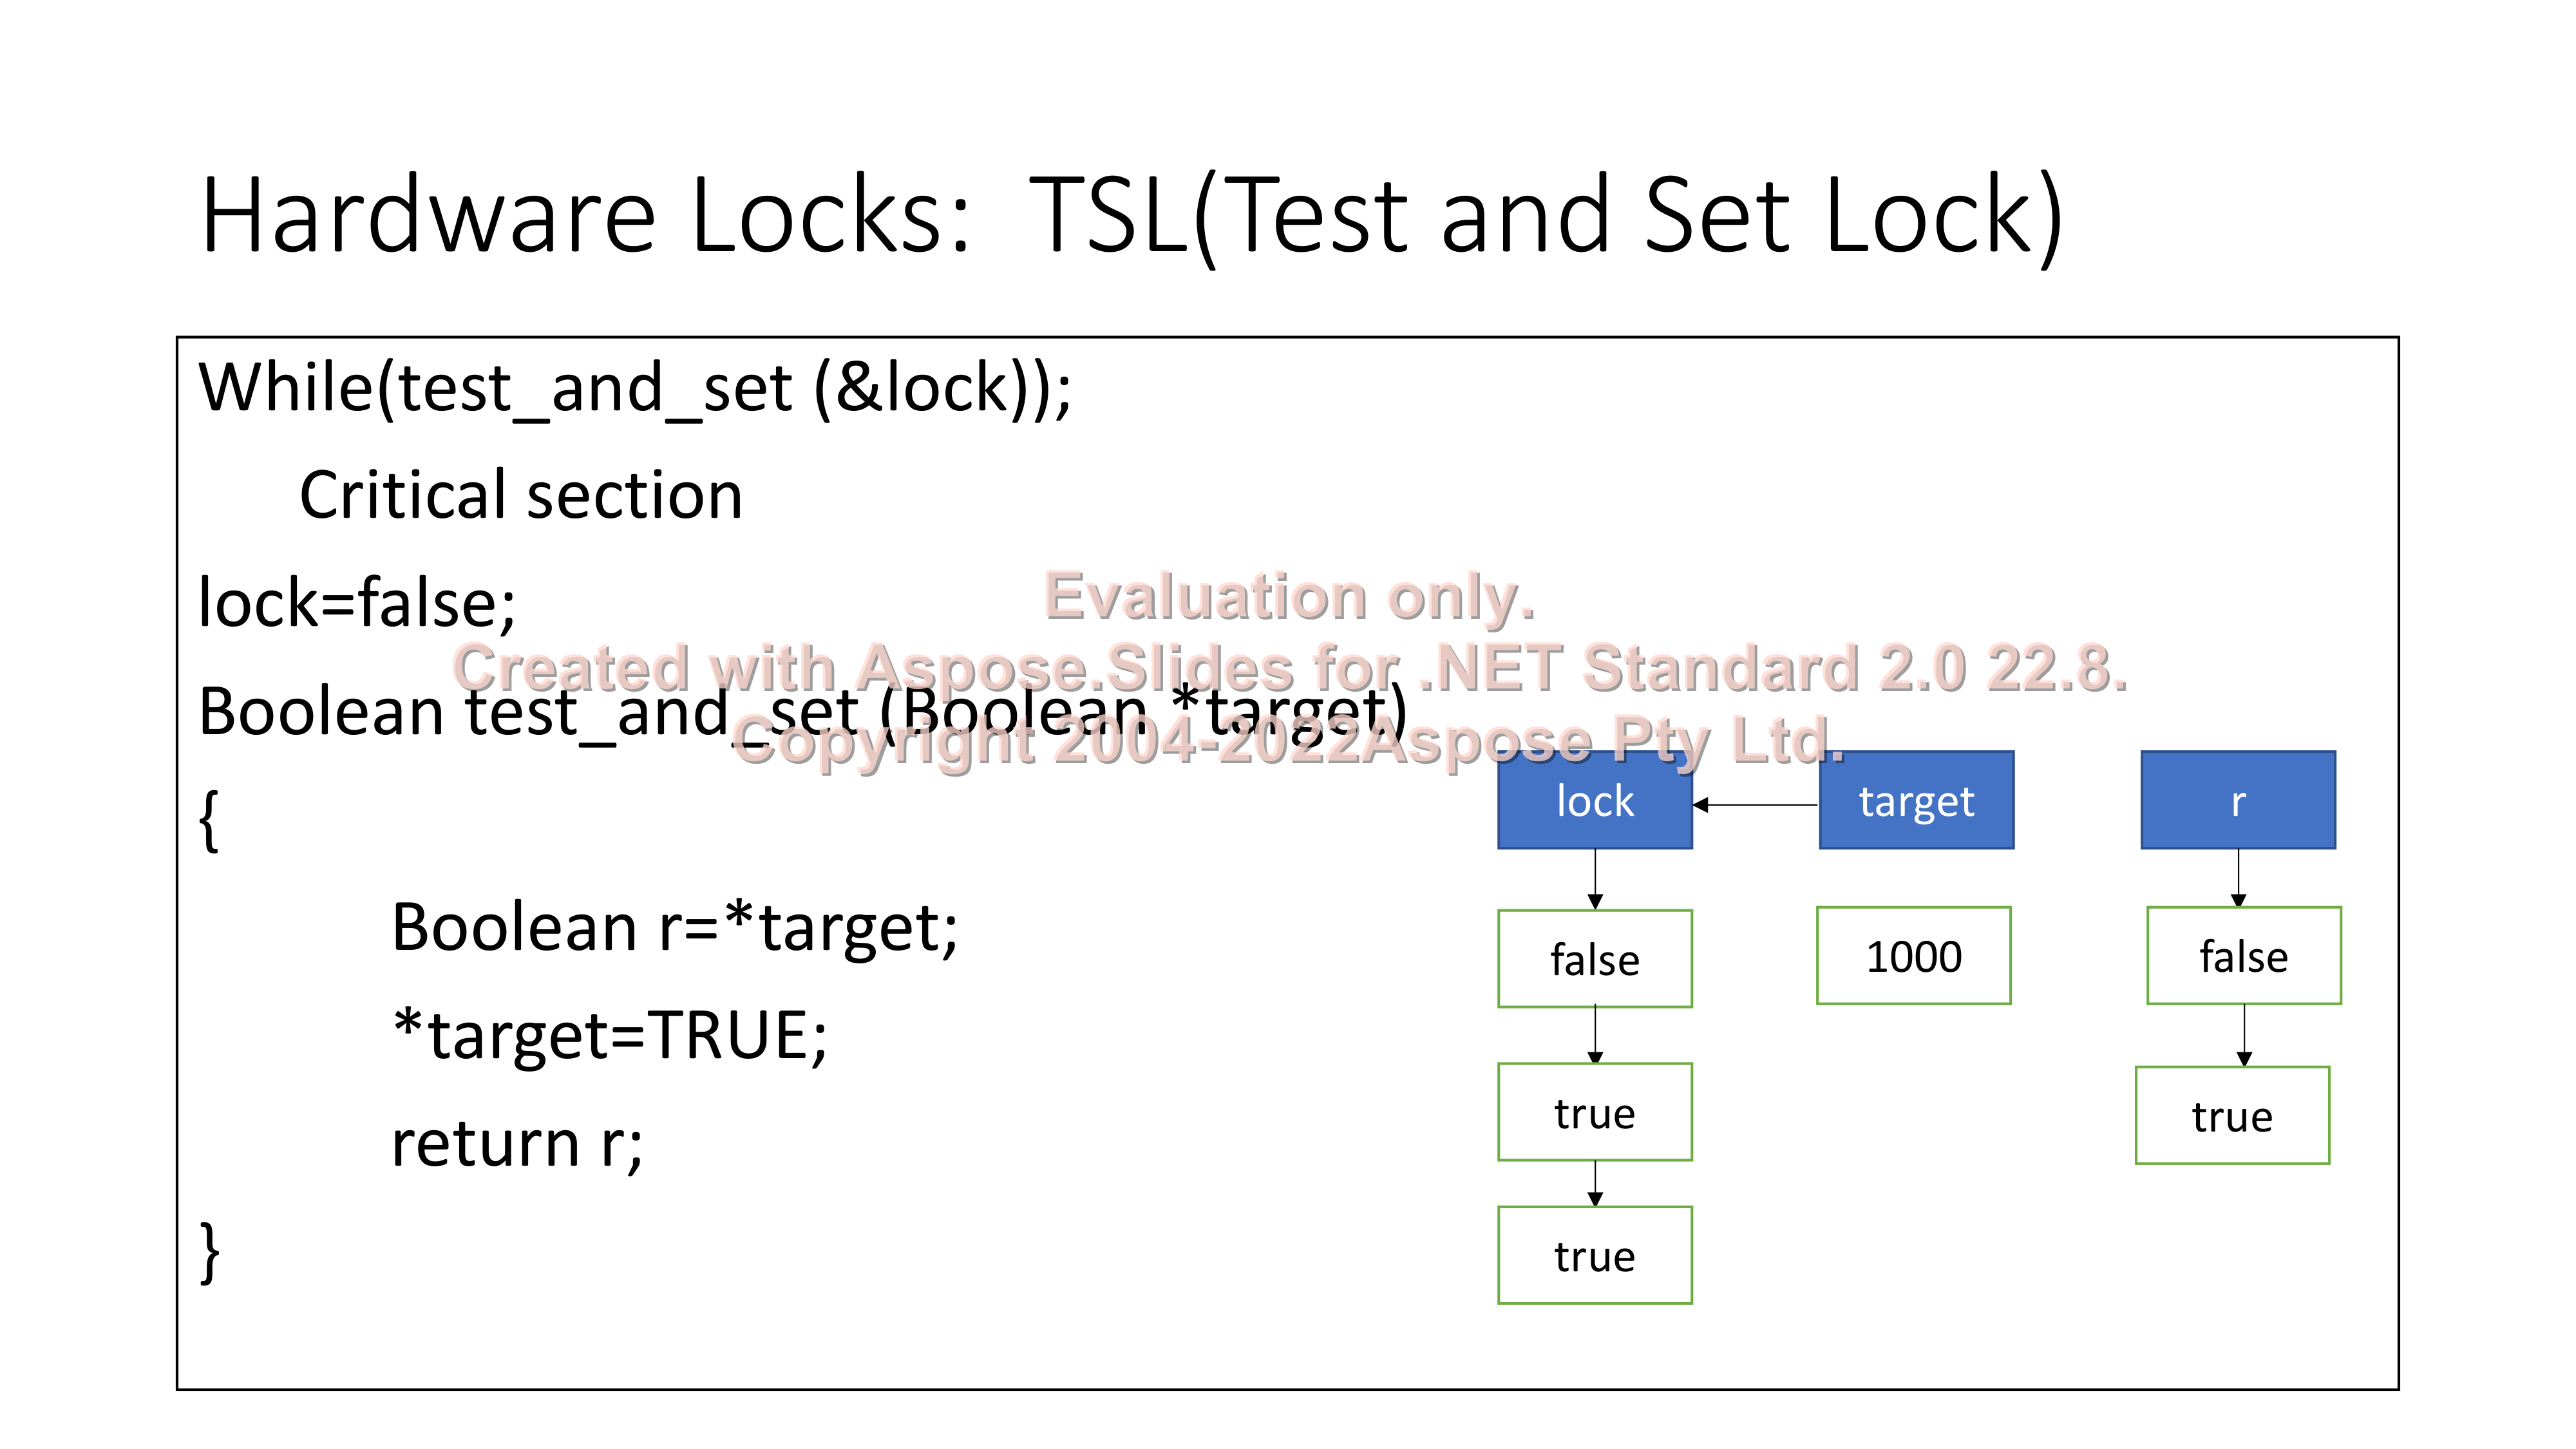 Hardware Locks:  TSL(Test and Set Lock)
While(test_and_set (&lock));
Critical section
lock=false;
Evaluation only.
Created with Aspose.Slides for .NET Standard 2.0 22.8.
Boolean test_and_set (Boolean *target)
Copyright 2004-2022Aspose Pty Ltd.
{
Boolean r=*target;
*target=TRUE;
return r;
}
lock target r
false 1000 false
true true
true